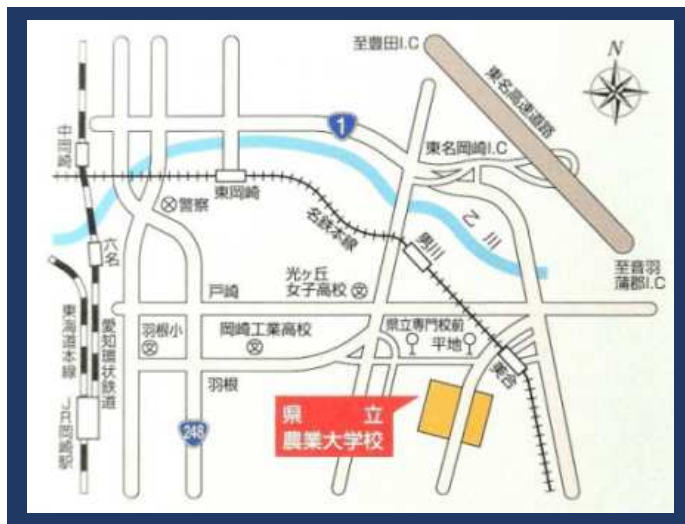 至豊田I.C
N
東名高速道路
1
東名岡崎I.C
中岡崎
東岡崎
警察
名鉄本線
乙川
男川
六名
光ヶ丘
女子高校
至音羽
蒲郡I.C
戸崎
羽根小
岡崎工業高校
県立専門校前
平地
美合
東海道本線
愛知環状鉄道
羽根
JR岡崎駅
248
県立
農業大学校